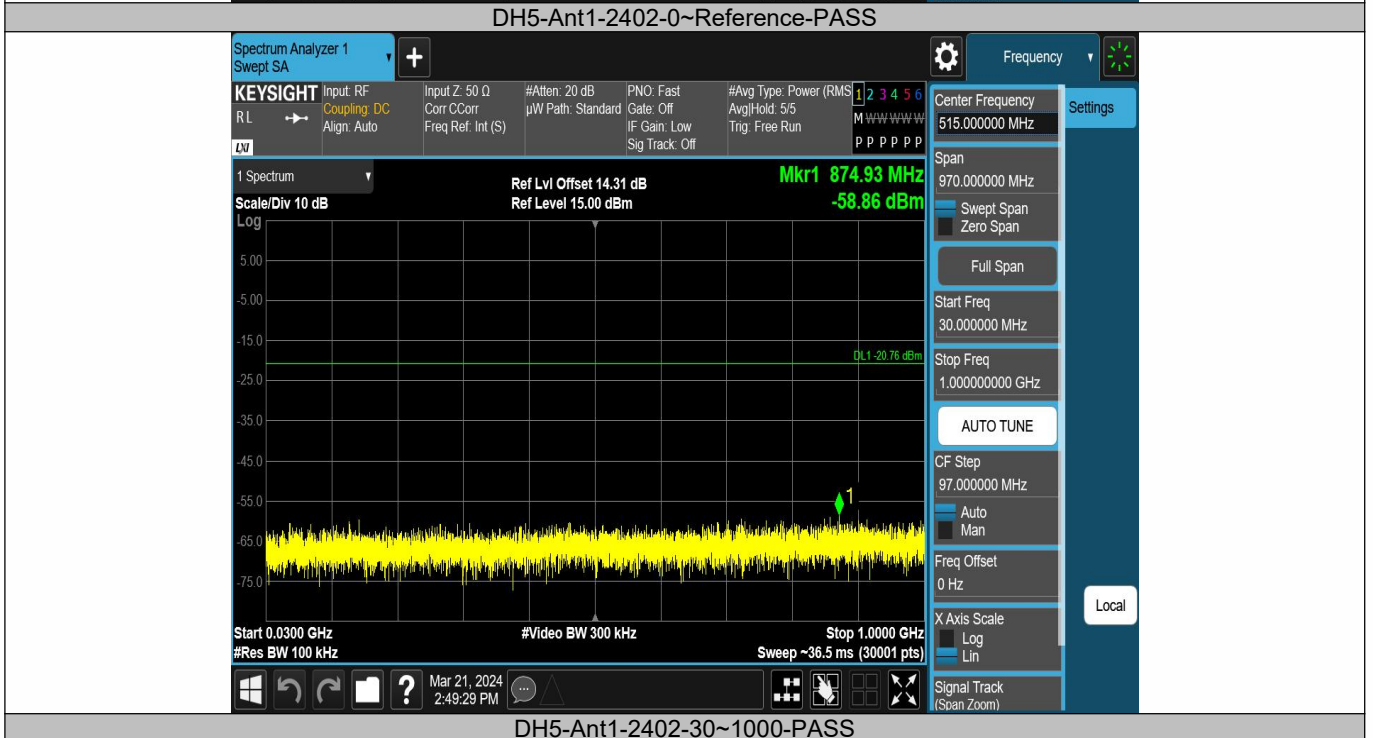 DH5-Ant1-2402-0~Reference-PASS
Spectrum Analyzer 1
Swept SA
Frequency
KEYSIGHT
RL
LXI
Input: RF
Coupling: DC
Align: Auto
Input Z: 50 Ω
Corr CCorr
Freq Ref: Int (S)
#Atten: 20 dB
µW Path: Standard
PNO: Fast
Gate: Off
IF Gain: Low
Sig Track: Off
#Avg Type: Power (RMS
Avg|Hold: 5/5
Trig: Free Run
1 2 3 4 5 6
M W W W W W
P P P P P P
1 Spectrum
Scale/Div 10 dB
Ref Lvl Offset 14.31 dB
Ref Level 15.00 dBm
Mkr1 874.93 MHz
-58.86 dBm
Log
5.00
-5.00
-15.0
DL1 -20.76 dBm
-25.0
-35.0
-45.0
-55.0
1
-65.0
-75.0
Start 0.0300 GHz
#Res BW 100 kHz
#Video BW 300 kHz
Stop 1.0000 GHz
Sweep ~36.5 ms (30001 pts)
Mar 21, 2024
2:49:29 PM
Center Frequency
515.000000 MHz
Settings
Span
970.000000 MHz
Swept Span
Zero Span
Full Span
Start Freq
30.000000 MHz
Stop Freq
1.000000000 GHz
AUTO TUNE
CF Step
97.000000 MHz
Auto
Man
Freq Offset
0 Hz
X Axis Scale
Log
Lin
Local
Signal Track
(Span Zoom)
DH5-Ant1-2402-30~1000-PASS